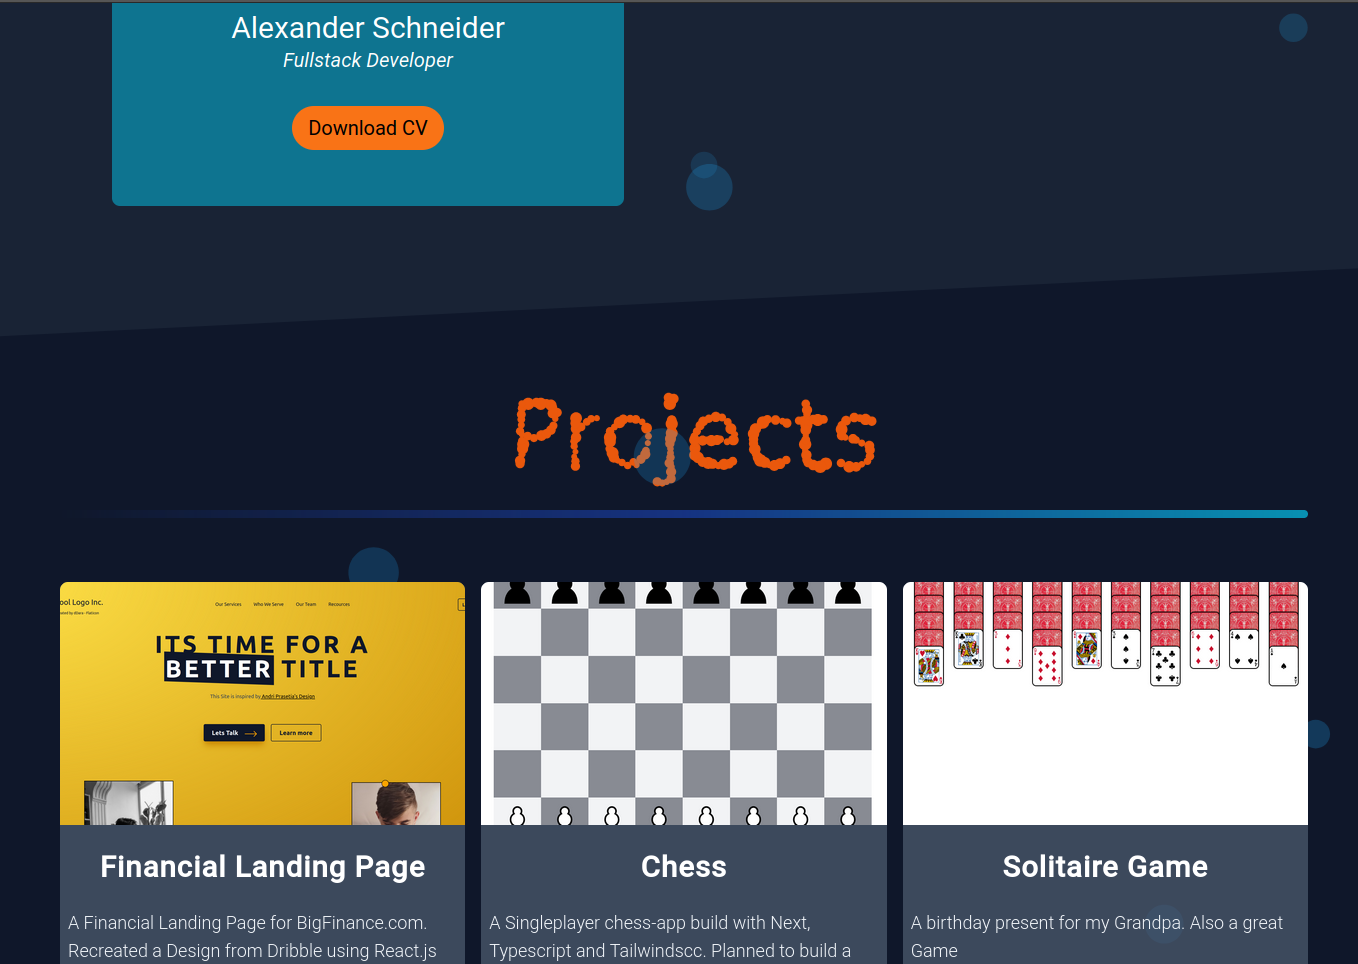 Alexander Schneider
Fullstack Developer
Download CV
Projects
ool Logo Inc.
Our Services Who We Serve Our Team Recources
ITS TIME FOR A
BETTER TITLE
This Site is inspired by Andri Prasetia's Design
Lets Talk
Learn more
Financial Landing Page
A Financial Landing Page for BigFinance.com.
Recreated a Design from Dribble using React.js
Chess
A Singleplayer chess-app build with Next,
Typescript and Tailwindscc. Planned to build a
Solitaire Game
A birthday present for my Grandpa. Also a great
Game